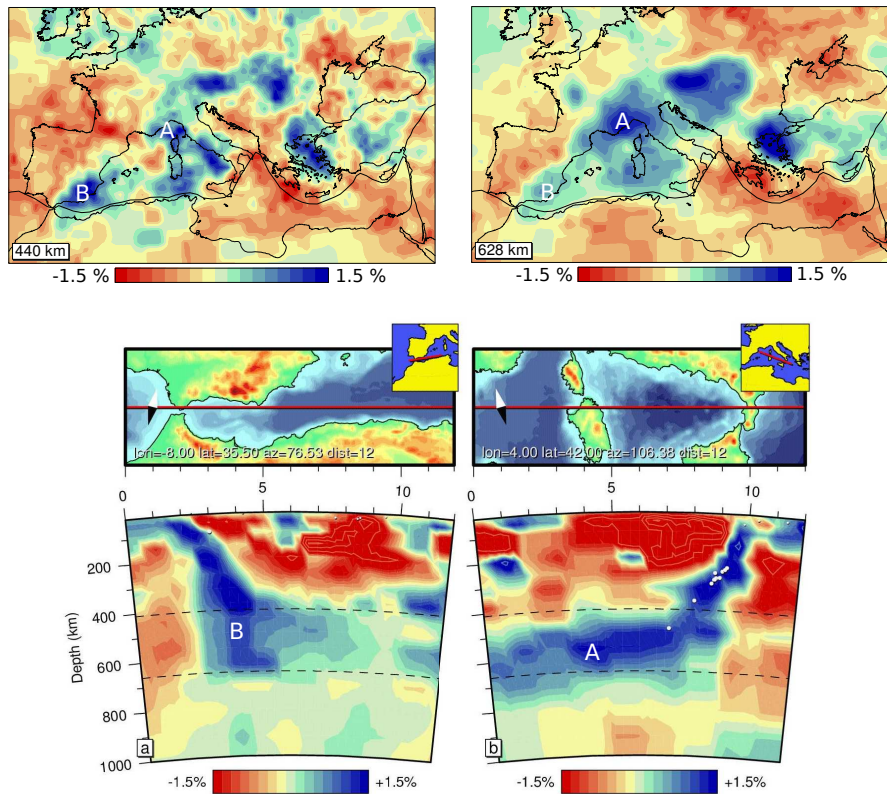 A
B
440 km
-1.5 % 1.5 %
A
B
628 km
-1.5 % 1.5 %
lon=-8.00 lat=35.50 az=76.53 dist=12
lon=4.00 lat=42.00 az=106.38 dist=12
0 5 10
0 5 10
Depth (km)
200
400
600
800
1000
B
a
A
b
-1.5% +1.5%
-1.5% +1.5%